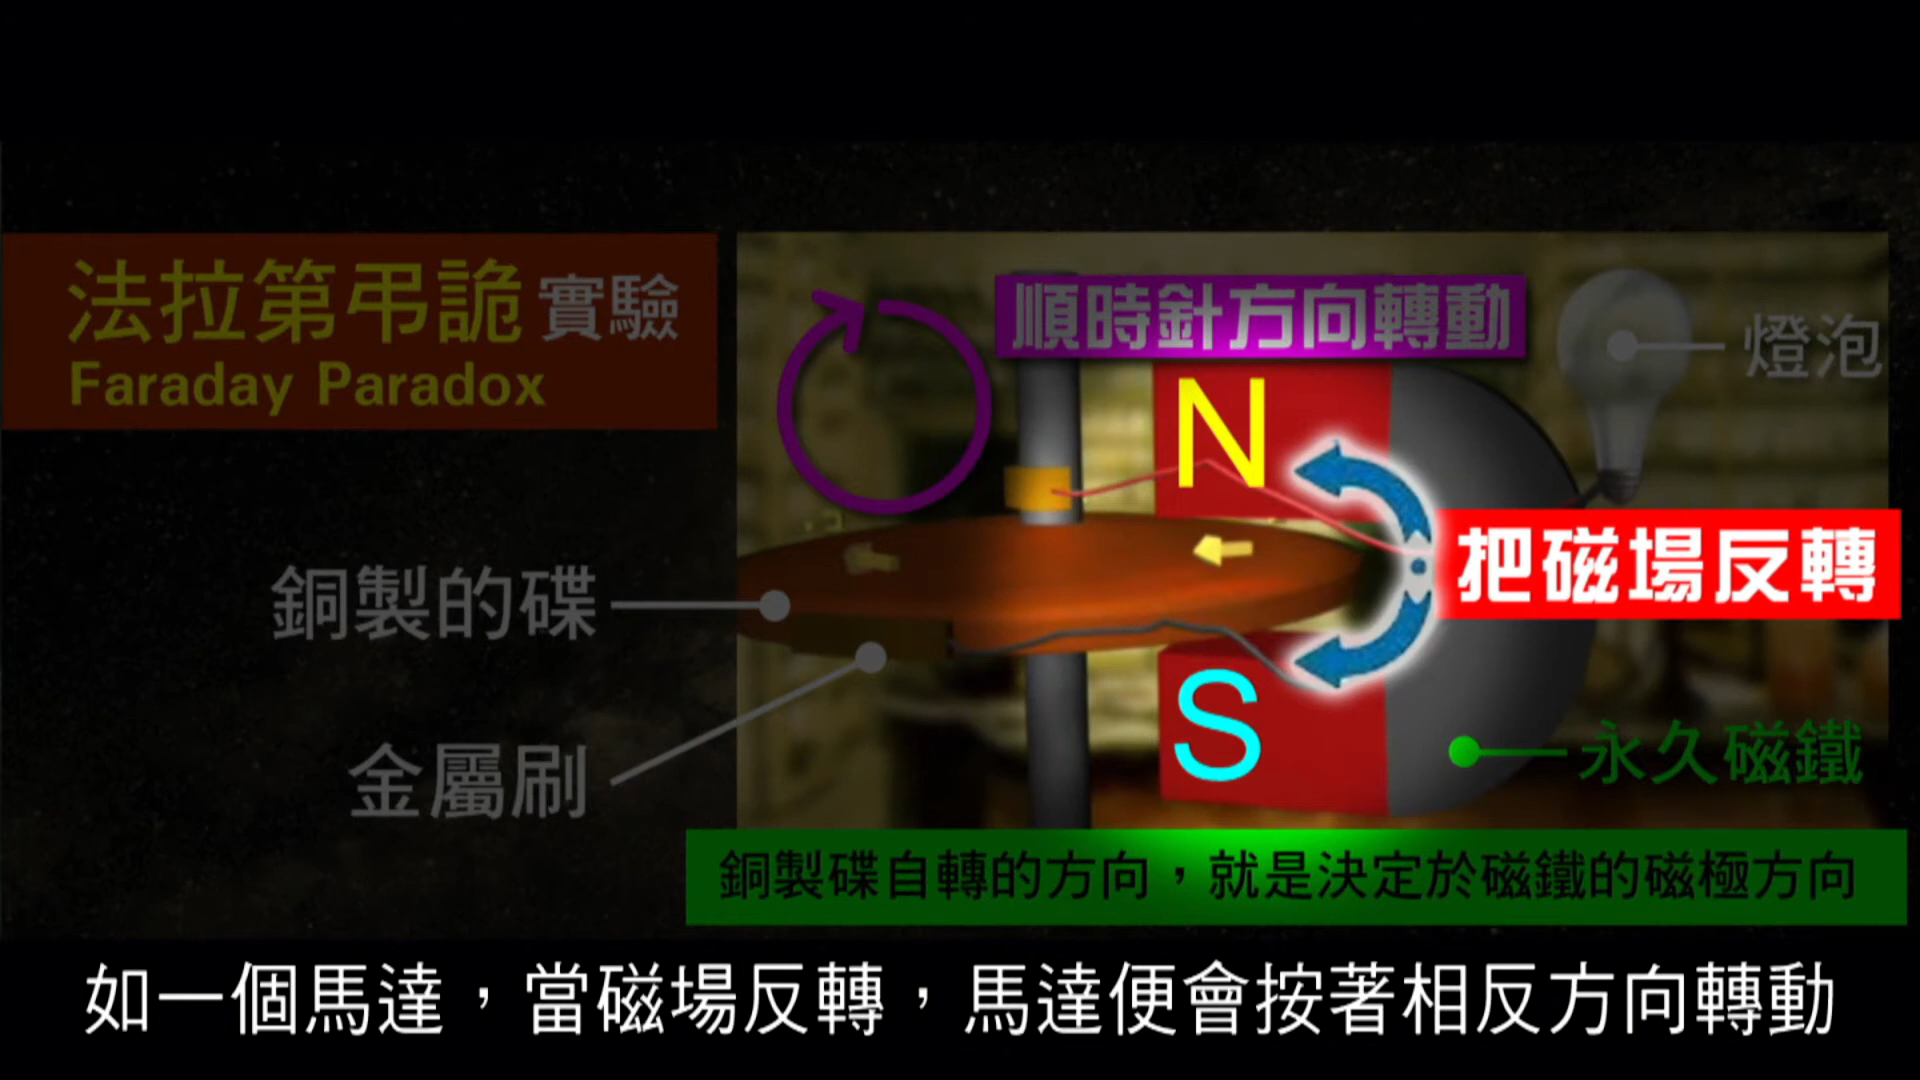 法拉第弔詭實驗
Faraday Paradox
順時針方向轉動
燈泡
N
把磁場反轉
銅製的碟
S
金屬刷
永久磁鐵
銅製碟自轉的方向，就是決定於磁鐵的磁極方向
如一個馬達，當磁場反轉，馬達便會按著相反方向轉動